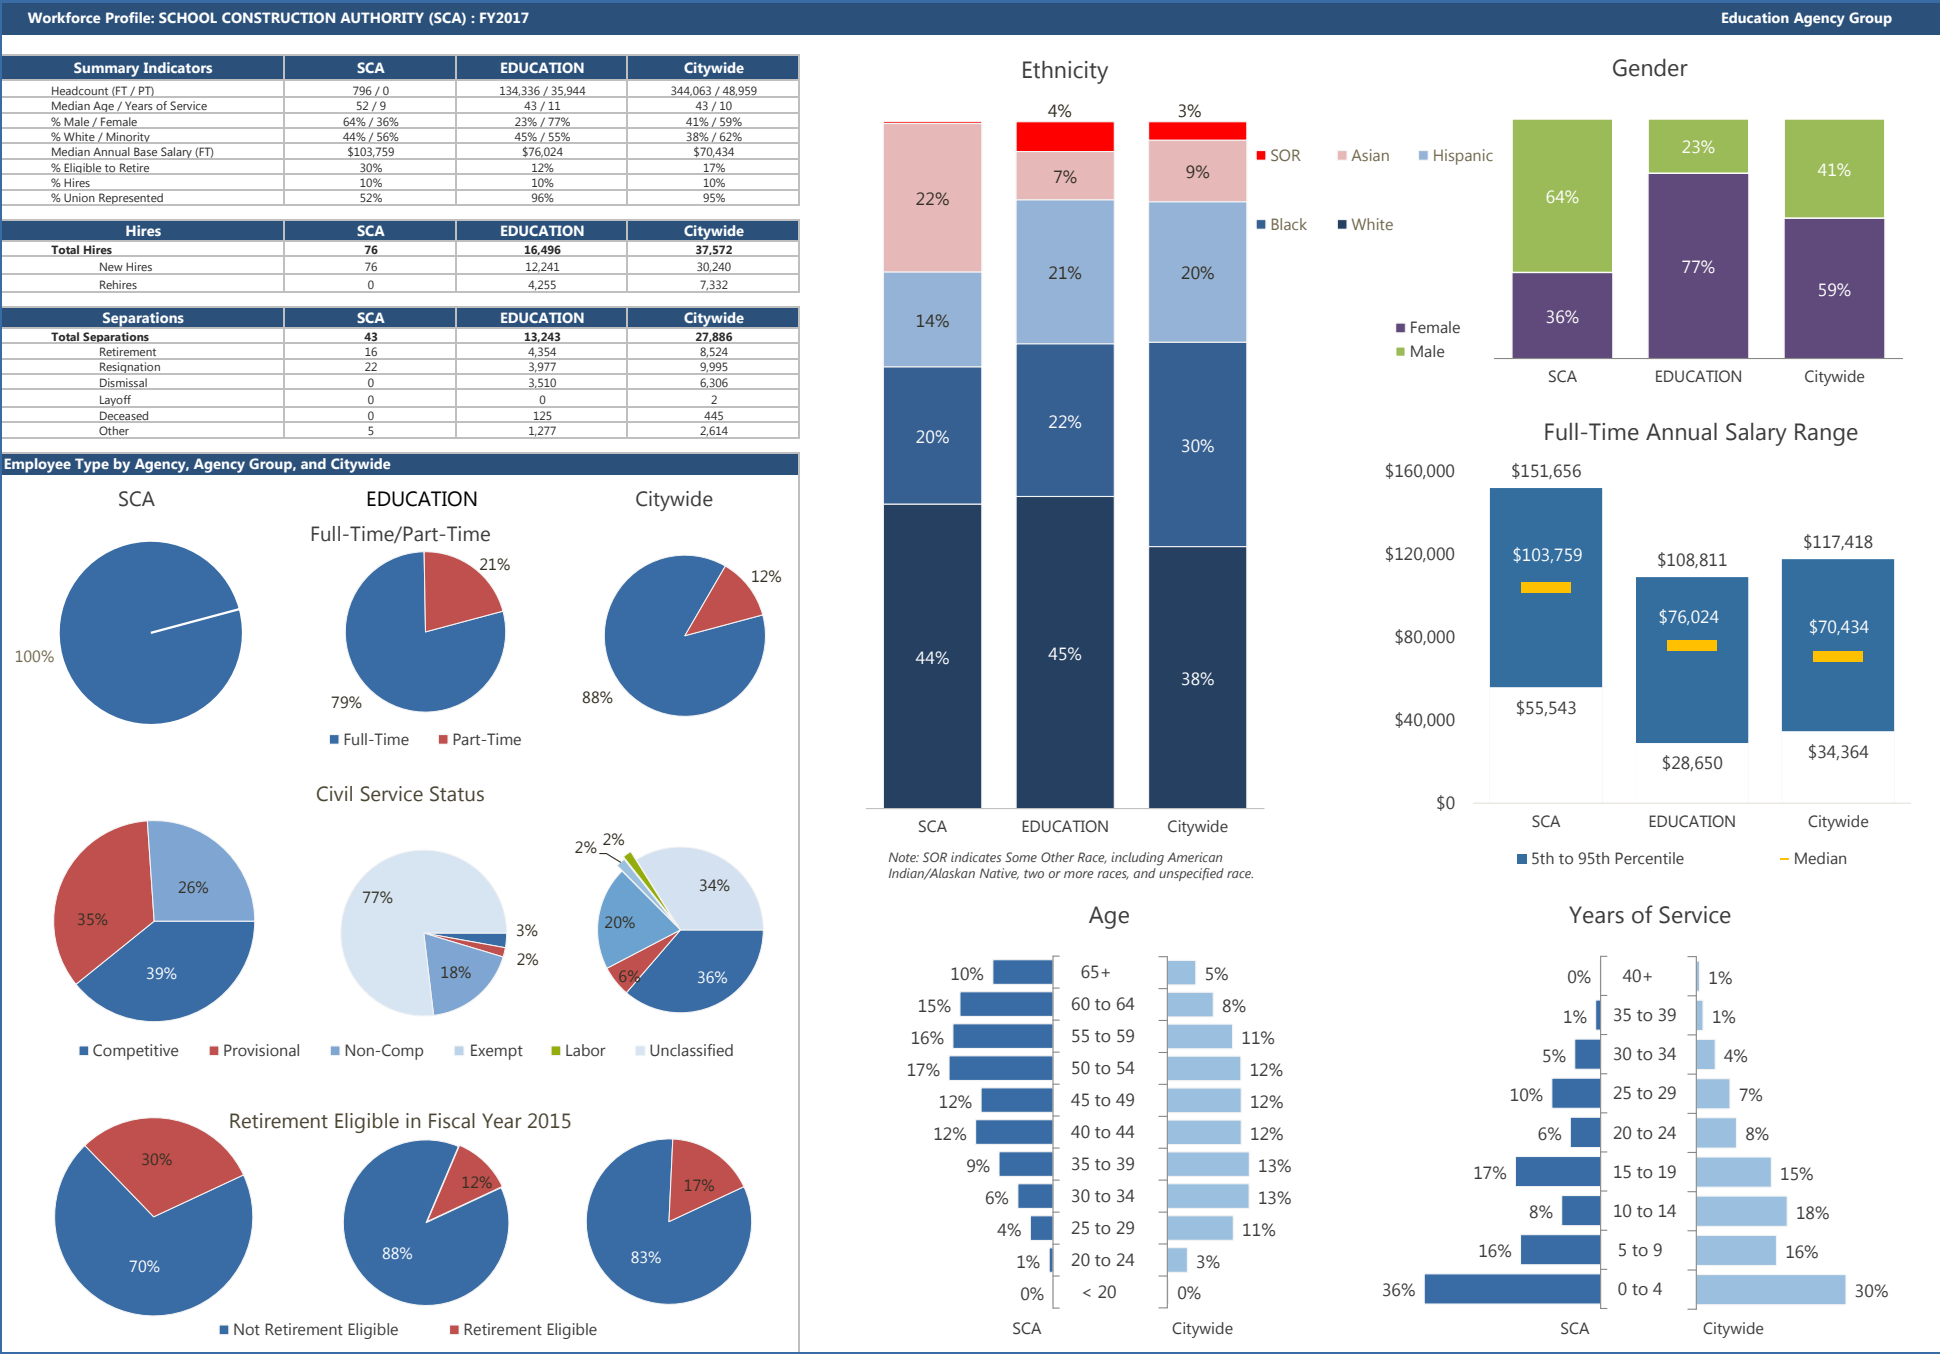 Workforce Profile: SCHOOL CONSTRUCTION AUTHORITY (SCA) : FY2017 Education Agency Group
Summary Indicators SCA EDUCATION Citywide
Headcount (FT / PT) 796 / 0 134,336 / 35,944 344,063 / 48,959
Median Age / Years of Service 52 / 9 43 / 11 43 / 10
% Male / Female 64% / 36% 23% / 77% 41% / 59%
% White / Minority 44% / 56% 45% / 55% 38% / 62%
Median Annual Base Salary (FT) $103,759 $76,024 $70,434
% Eligible to Retire 30% 12% 17%
% Hires 10% 10% 10%
% Union Represented 52% 96% 95%
Hires SCA EDUCATION Citywide
Total Hires 76 16,496 37,572
New Hires 76 12,241 30,240
Rehires 0 4,255 7,332
Separations SCA EDUCATION Citywide
Total Separations 43 13,243 27,886
Retirement 16 4,354 8,524
Resignation 22 3,977 9,995
Dismissal 0 3,510 6,306
Layoff 0 0 2
Deceased 0 125 445
Other 5 1,277 2,614
Employee Type by Agency, Agency Group, and Citywide
SCA EDUCATION Citywide
Full-Time/Part-Time
100%
21%
79%
12%
88%
Full-Time Part-Time
Civil Service Status
26%
35%
39%
77%
3%
2%
18%
2% 2%
34%
20%
6%
36%
Competitive Provisional Non-Comp Exempt Labor Unclassified
Retirement Eligible in Fiscal Year 2015
30%
70%
12%
88%
17%
83%
Not Retirement Eligible Retirement Eligible
Ethnicity
4% 3%
22% 7% 9%
14% 21% 20%
20% 22% 30%
44% 45% 38%
SCA EDUCATION Citywide
SOR Asian Hispanic
Black White
Note: SOR indicates Some Other Race, including American
Indian/Alaskan Native, two or more races, and unspecified race.
Gender
64% 23% 41%
36% 77% 59%
Female
Male
SCA EDUCATION Citywide
Full-Time Annual Salary Range
$160,000
$120,000
$80,000
$40,000
$0
$151,656
$103,759
$55,543
$108,811
$76,024
$28,650
$117,418
$70,434
$34,364
SCA EDUCATION Citywide
5th to 95th Percentile Median
Age
10% 65+ 5%
15% 60 to 64 8%
16% 55 to 59 11%
17% 50 to 54 12%
12% 45 to 49 12%
12% 40 to 44 12%
9% 35 to 39 13%
6% 30 to 34 13%
4% 25 to 29 11%
1% 20 to 24 3%
0% < 20 0%
SCA Citywide
Years of Service
0% 40+ 1%
1% 35 to 39 1%
5% 30 to 34 4%
10% 25 to 29 7%
6% 20 to 24 8%
17% 15 to 19 15%
8% 10 to 14 18%
16% 5 to 9 16%
36% 0 to 4 30%
SCA Citywide